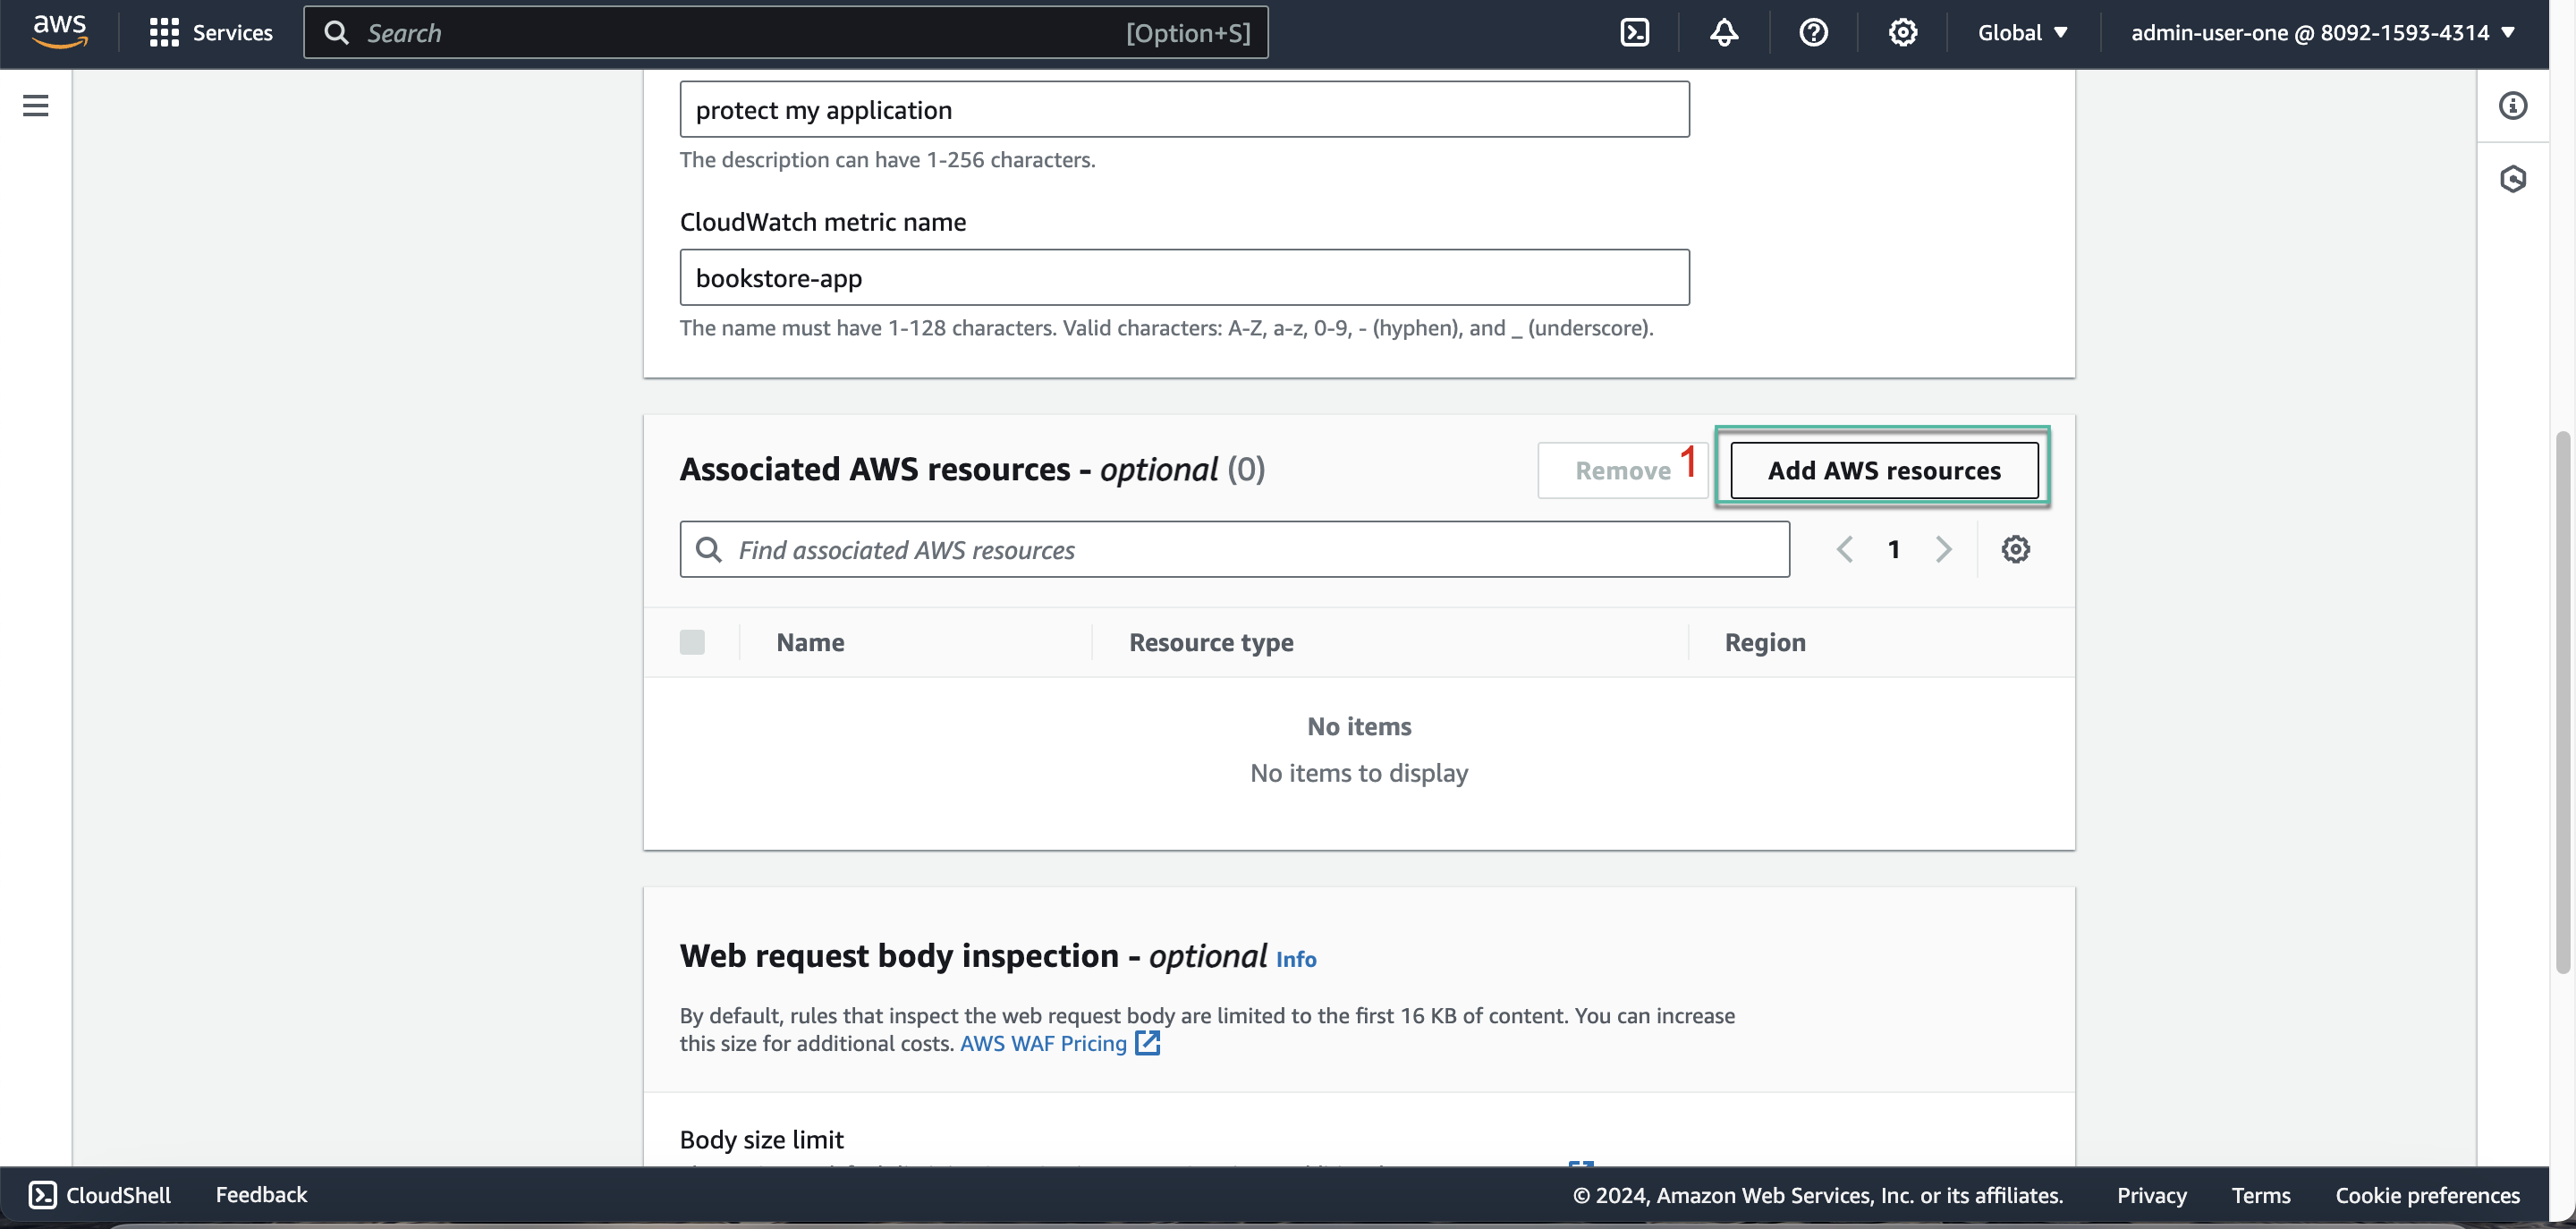 aws
Services
Search
[Option+S]
Global
admin-user-one @ 8092-1593-4314
protect my application
The description can have 1-256 characters.
CloudWatch metric name
bookstore-app
The name must have 1-128 characters. Valid characters: A-Z, a-z, 0-9, - (hyphen), and _ (underscore).
Associated AWS resources - optional (0)
Remove
1
Add AWS resources
Find associated AWS resources
1
Name
Resource type
Region
No items
No items to display
Web request body inspection - optional Info
By default, rules that inspect the web request body are limited to the first 16 KB of content. You can increase
this size for additional costs. AWS WAF Pricing
Body size limit
CloudShell
Feedback
© 2024, Amazon Web Services, Inc. or its affiliates.
Privacy
Terms
Cookie preferences